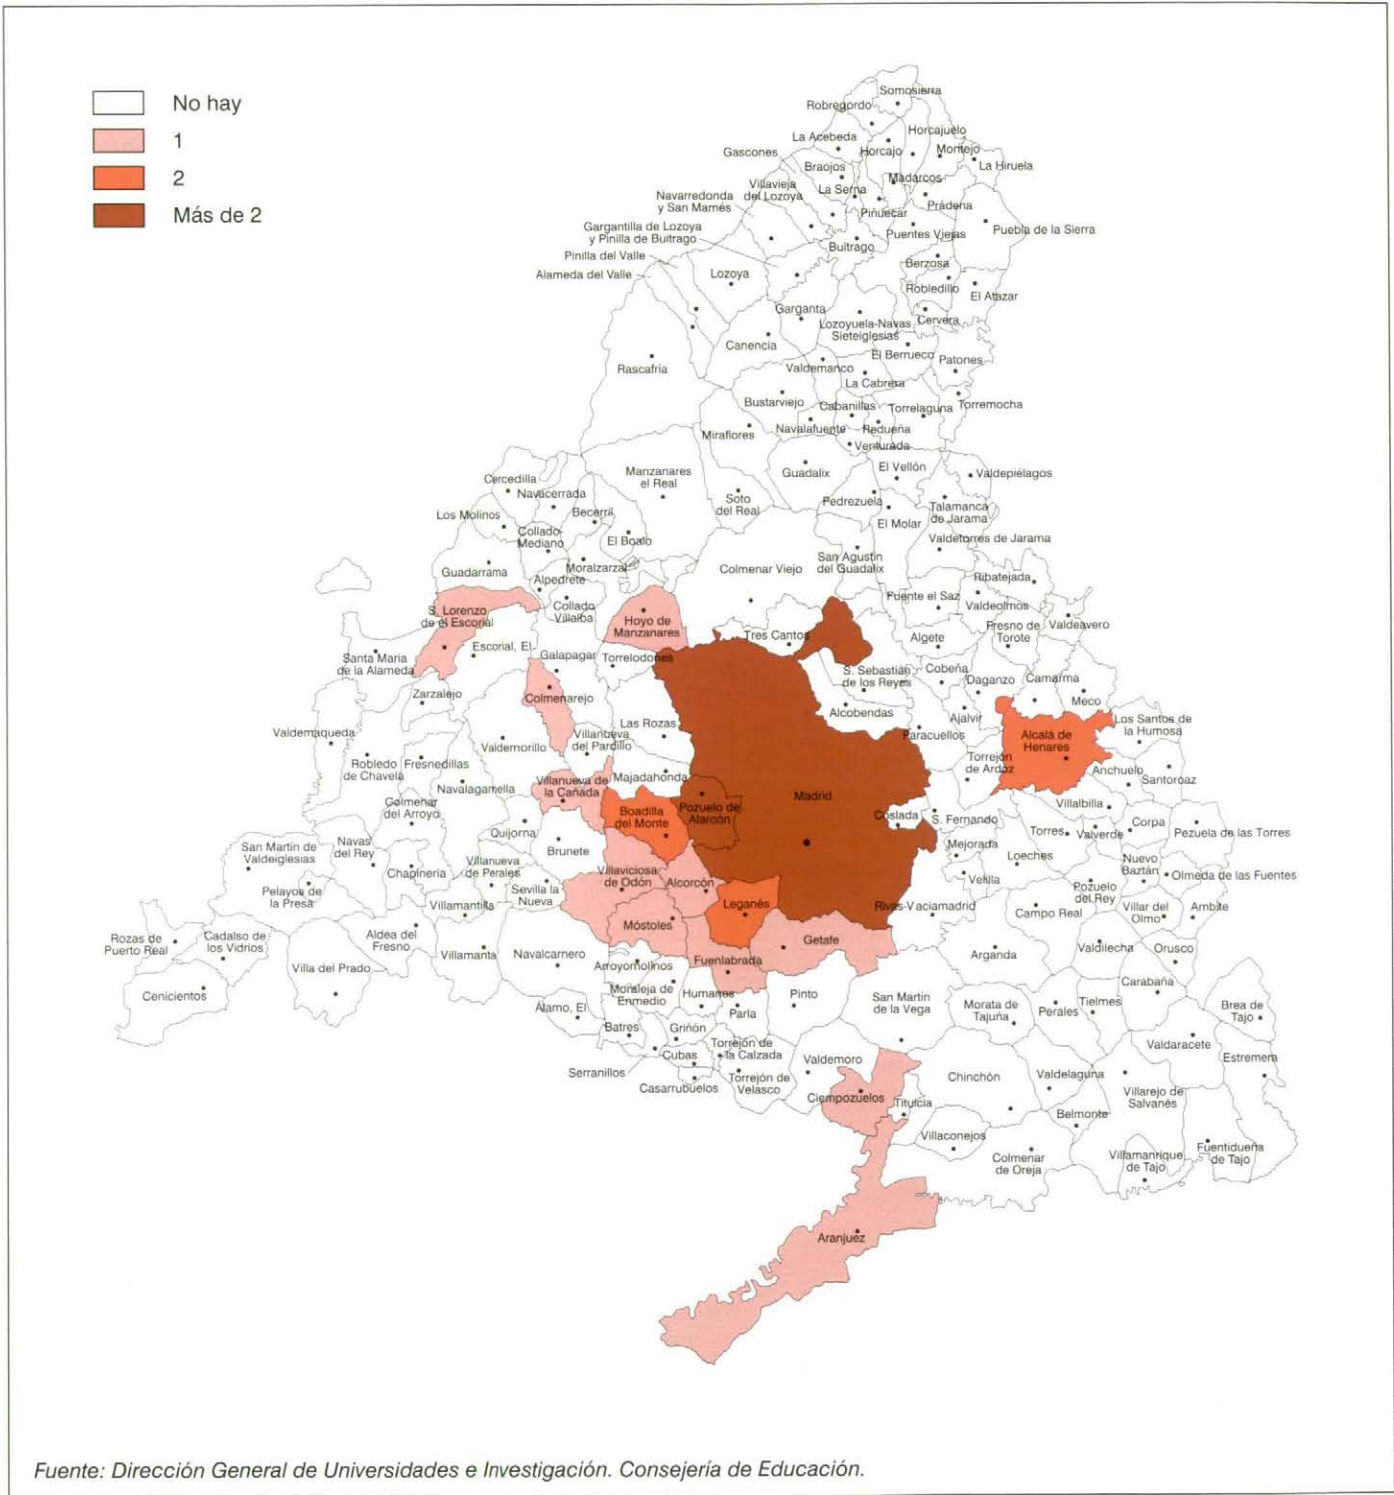 No hay
1
2
Más de 2
Somosierra
Robregordo
Horcajuelo
La Acebeda
Horcajo
Montejo
Gascones
La Hiruela
Braojos
Madarcos
Villavieja
del Lozoya
La Serna
Navarredonda
y San Mamés
Prádena
Piñuecar
Gargantilla de Lozoya
y Pinilla de Buitrago
Puebla de la Sierra
Puentes Viejas
Buitrago
Pinilla del Valle
Berzosa
Alameda del Valle
Lozoya
Robledillo
El Atazar
Garganta
Cervera
Lozoyuela-Navas
Sieteiglesias
Canencia
El Berrueco
Patones
Rascafria
Valdemanco
La Cabrera
Bustarviejo
Cabanillas
Torrelaguna
Torremocha
Navalafuente
Redueña
Miraflores
Venturada
Manzanares
el Real
Guadalix
El Vellón
Valdepiélagos
Cercedilla
Navacerrada
Soto
del Real
Pedrezuela
Talamanca
de Jarama
Los Molinos
Becerril
El Molar
Collado-
Mediano
El Boalo
Valdetorres de Jarama
Guadarrama
Moralzarzal
Colmenar Viejo
San Agustin
del Guadalix
Alpedrete
Ribatejada
Fuente el Saz
Valdeolmos
S. Lorenzo
de el Escorial
Collado
Villalba
Hoyo de
Manzanares
Fresno de
Torote
Valdeavero
Tres Cantos
Algete
Escorial, El
Galapagar
Torrelodones
Santa Maria
de la Alameda
S. Sebastián
de los Reyes
Cobeña
Daganzo
Camarma
Zarzalejo
Colmenarejo
Meco
Alcobendas
Ajalvir
Los Santos de
la Humosa
Las Rozas
Valdemaqueda
Villanueva
del Pardillo
Paracuellos
Alcalá de
Henares
Valdemorillo
Robledo
de Chavela
Fresnedillas
Torrejón
de Ardoz
Anchuelo
Santorcaz
Villanueva de
la Cañada
Majadahonda
Navalagamella
Madrid
Colmenar
del Arroyo
Boadilla
del Monte
Pozuelo de
Alarcón
Villalbilla
Coslada
S. Fernando
Corpa
Quijorna
Torres
Valverde
Pezuela de las Torres
Navas
del Rey
San Martin de
Valdeiglesias
Brunete
Mejorada
Loeches
Nuevo
Baztán
Villanueva
de Perales
Chapineria
Villaviciosa
de Odón
Alcorcón
Velilla
Olmeda de las Fuentes
Pelayos de
la Presa
Sevilla la
Nueva
Pozuelo
del Rey
Villamantilla
Leganés
Rivas-Vaciamadrid
Campo Real
Villar del
Olmo
Ambite
Móstoles
Rozas de
Puerto Real
Cadalso de
los Vidrios
Aldea del
Fresno
Getafe
Valdilecha
Orusco
Villamanta
Navalcarnero
Fuenlabrada
Arganda
Villa del Prado
Arroyomolinos
Carabaña
Cenicientos
Moraleja de
Enmedio
Humanes
Pinto
San Martin
de la Vega
Morata de
Tajuña
Perales
Tielmes
Brea de
Tajo
Álamo, El
Parla
Batres
Griñón
Valdaracete
Torrejón de
la Calzada
Cubas
Valdemoro
Estremera
Serranillos
Torrejón de
Velasco
Chinchón
Valdelaguna
Casarrubuelos
Ciempozuelos
Villarejo de
Salvanés
Titulcia
Belmonte
Villaconejos
Colmenar
de Oreja
Villamanrique
de Tajo
Fuentidueña
de Tajo
Aranjuez
Fuente: Dirección General de Universidades e Investigación. Consejería de Educación.